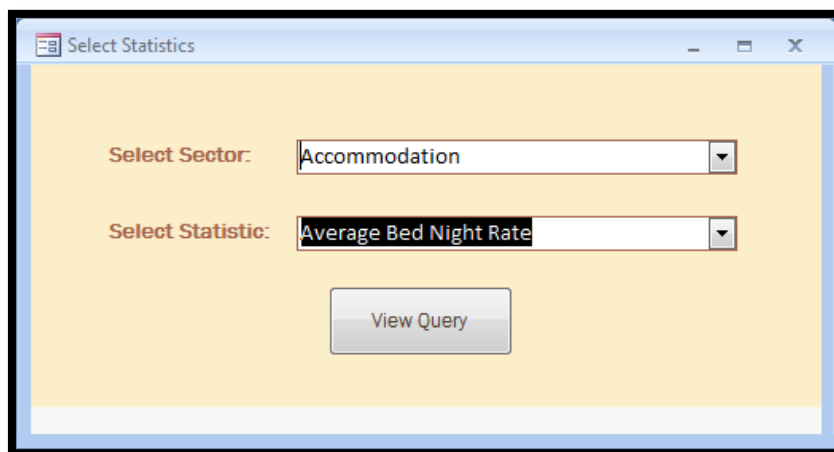 Select Statistics
Select Sector: Accommodation
Select Statistic: Average Bed Night Rate
View Query